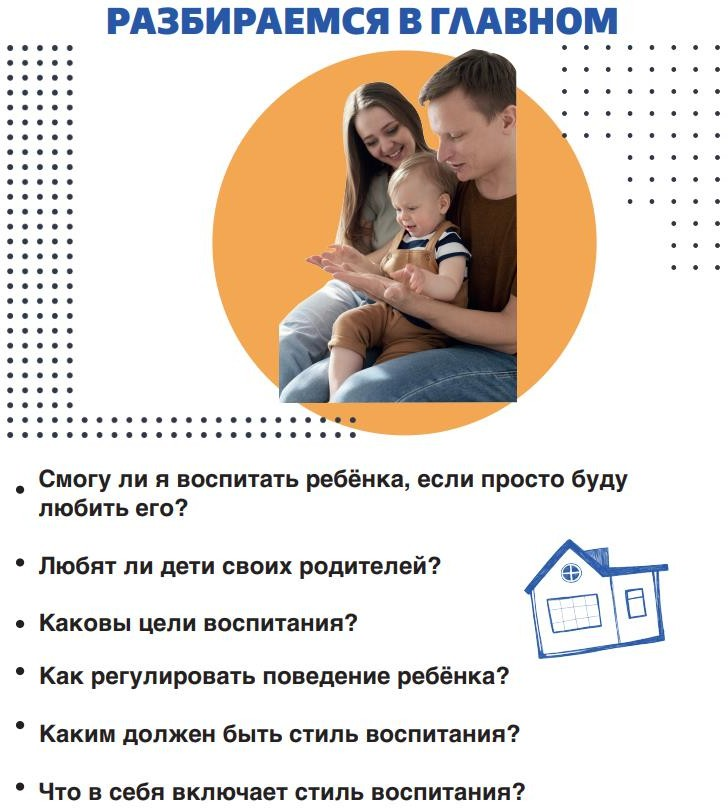 РАЗБИРАЕМСЯ В ГЛАВНОМ
• Смогу ли я воспитать ребёнка, если просто буду
любить его?
• Любят ли дети своих родителей?
• Каковы цели воспитания?
• Как регулировать поведение ребёнка?
• Каким должен быть стиль воспитания?
• Что в себя включает стиль воспитания?